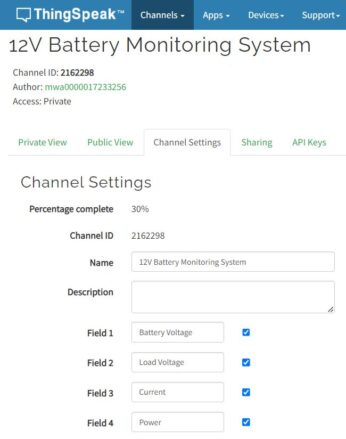 ThingSpeak™ Channels Apps Devices Support
12V Battery Monitoring System
Channel ID: 2162298
Author: mwa0000017233256
Access: Private
Private View Public View Channel Settings Sharing API Keys
Channel Settings
Percentage complete 30%
Channel ID 2162298
Name 12V Battery Monitoring System
Description
Field 1 Battery Voltage
Field 2 Load Voltage
Field 3 Current
Field 4 Power